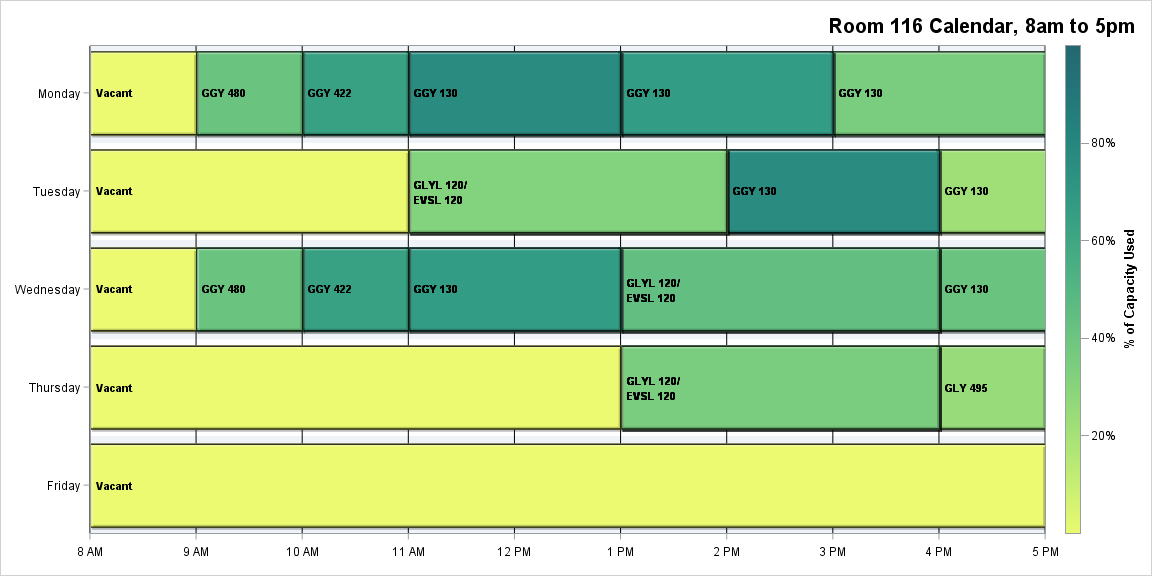 Room 116 Calendar, 8am to 5pm
Monday
Vacant
GGY 480
GGY 422
GGY 130
GGY 130
GGY 130
Tuesday
Vacant
GLYL 120/
EVSL 120
GGY 130
GGY 130
Wednesday
Vacant
GGY 480
GGY 422
GGY 130
GLYL 120/
EVSL 120
GGY 130
Thursday
Vacant
GLYL 120/
EVSL 120
GLY 495
Friday
Vacant
8 AM
9 AM
10 AM
11 AM
12 PM
1 PM
2 PM
3 PM
4 PM
5 PM
80%
60%
40%
20%
% of Capacity Used